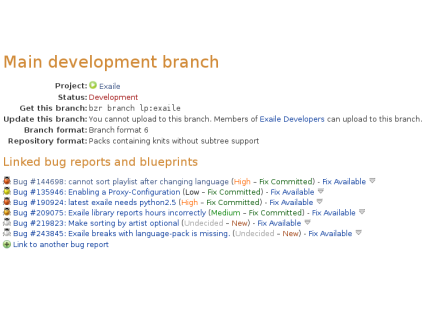 Main development branch
Project: Exaile
Status: Development
Get this branch: bzr branch lp:exaile
Update this branch: You cannot upload to this branch. Members of Exaile Developers can upload to this branch.
Branch format: Branch format 6
Repository format: Packs containing knits without subtree support
Linked bug reports and blueprints
Bug #144698: cannot sort playlist after changing language (High – Fix Committed) - Fix Available
Bug #135946: Enabling a Proxy-Configuration (Low – Fix Committed) - Fix Available
Bug #190924: latest exaile needs python2.5 (High – Fix Committed) - Fix Available
Bug #209075: Exaile library reports hours incorrectly (Medium – Fix Committed) - Fix Available
Bug #219823: Make sorting by artist optional (Undecided – New) - Fix Available
Bug #243845: Exaile breaks with language-pack is missing. (Undecided – New) - Fix Available
Link to another bug report